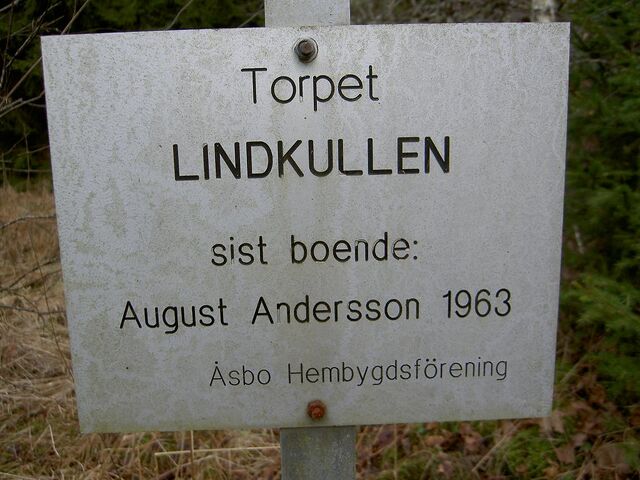 Torpet
LINDKULLEN
sist boende:
August Andersson 1963
Åsbo Hembygdsförening